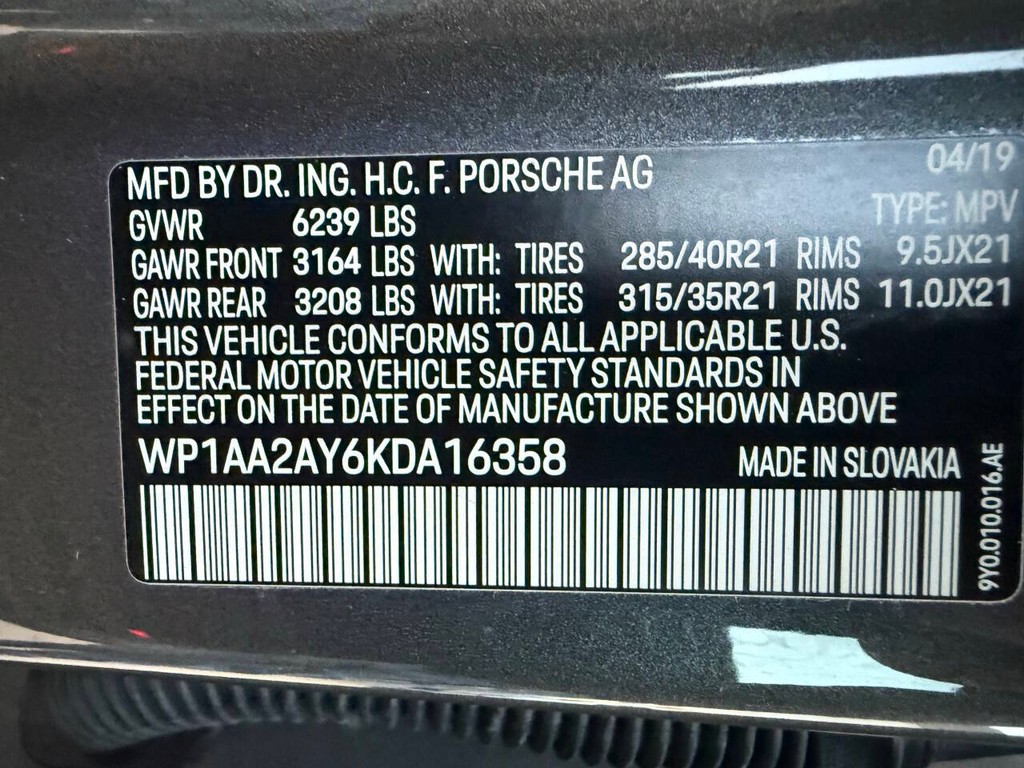 MFD BY DR. ING. H.C. F. PORSCHE AG 04/19
GVWR 6239 LBS TYPE: MPV
GAWR FRONT 3164 LBS WITH: TIRES 285/40R21 RIMS 9.5JX21
GAWR REAR 3208 LBS WITH: TIRES 315/35R21 RIMS 11.0JX21
THIS VEHICLE CONFORMS TO ALL APPLICABLE U.S.
FEDERAL MOTOR VEHICLE SAFETY STANDARDS IN
EFFECT ON THE DATE OF MANUFACTURE SHOWN ABOVE
WP1AA2AY6KDA16358 MADE IN SLOVAKIA
9Y0.010.016.AE